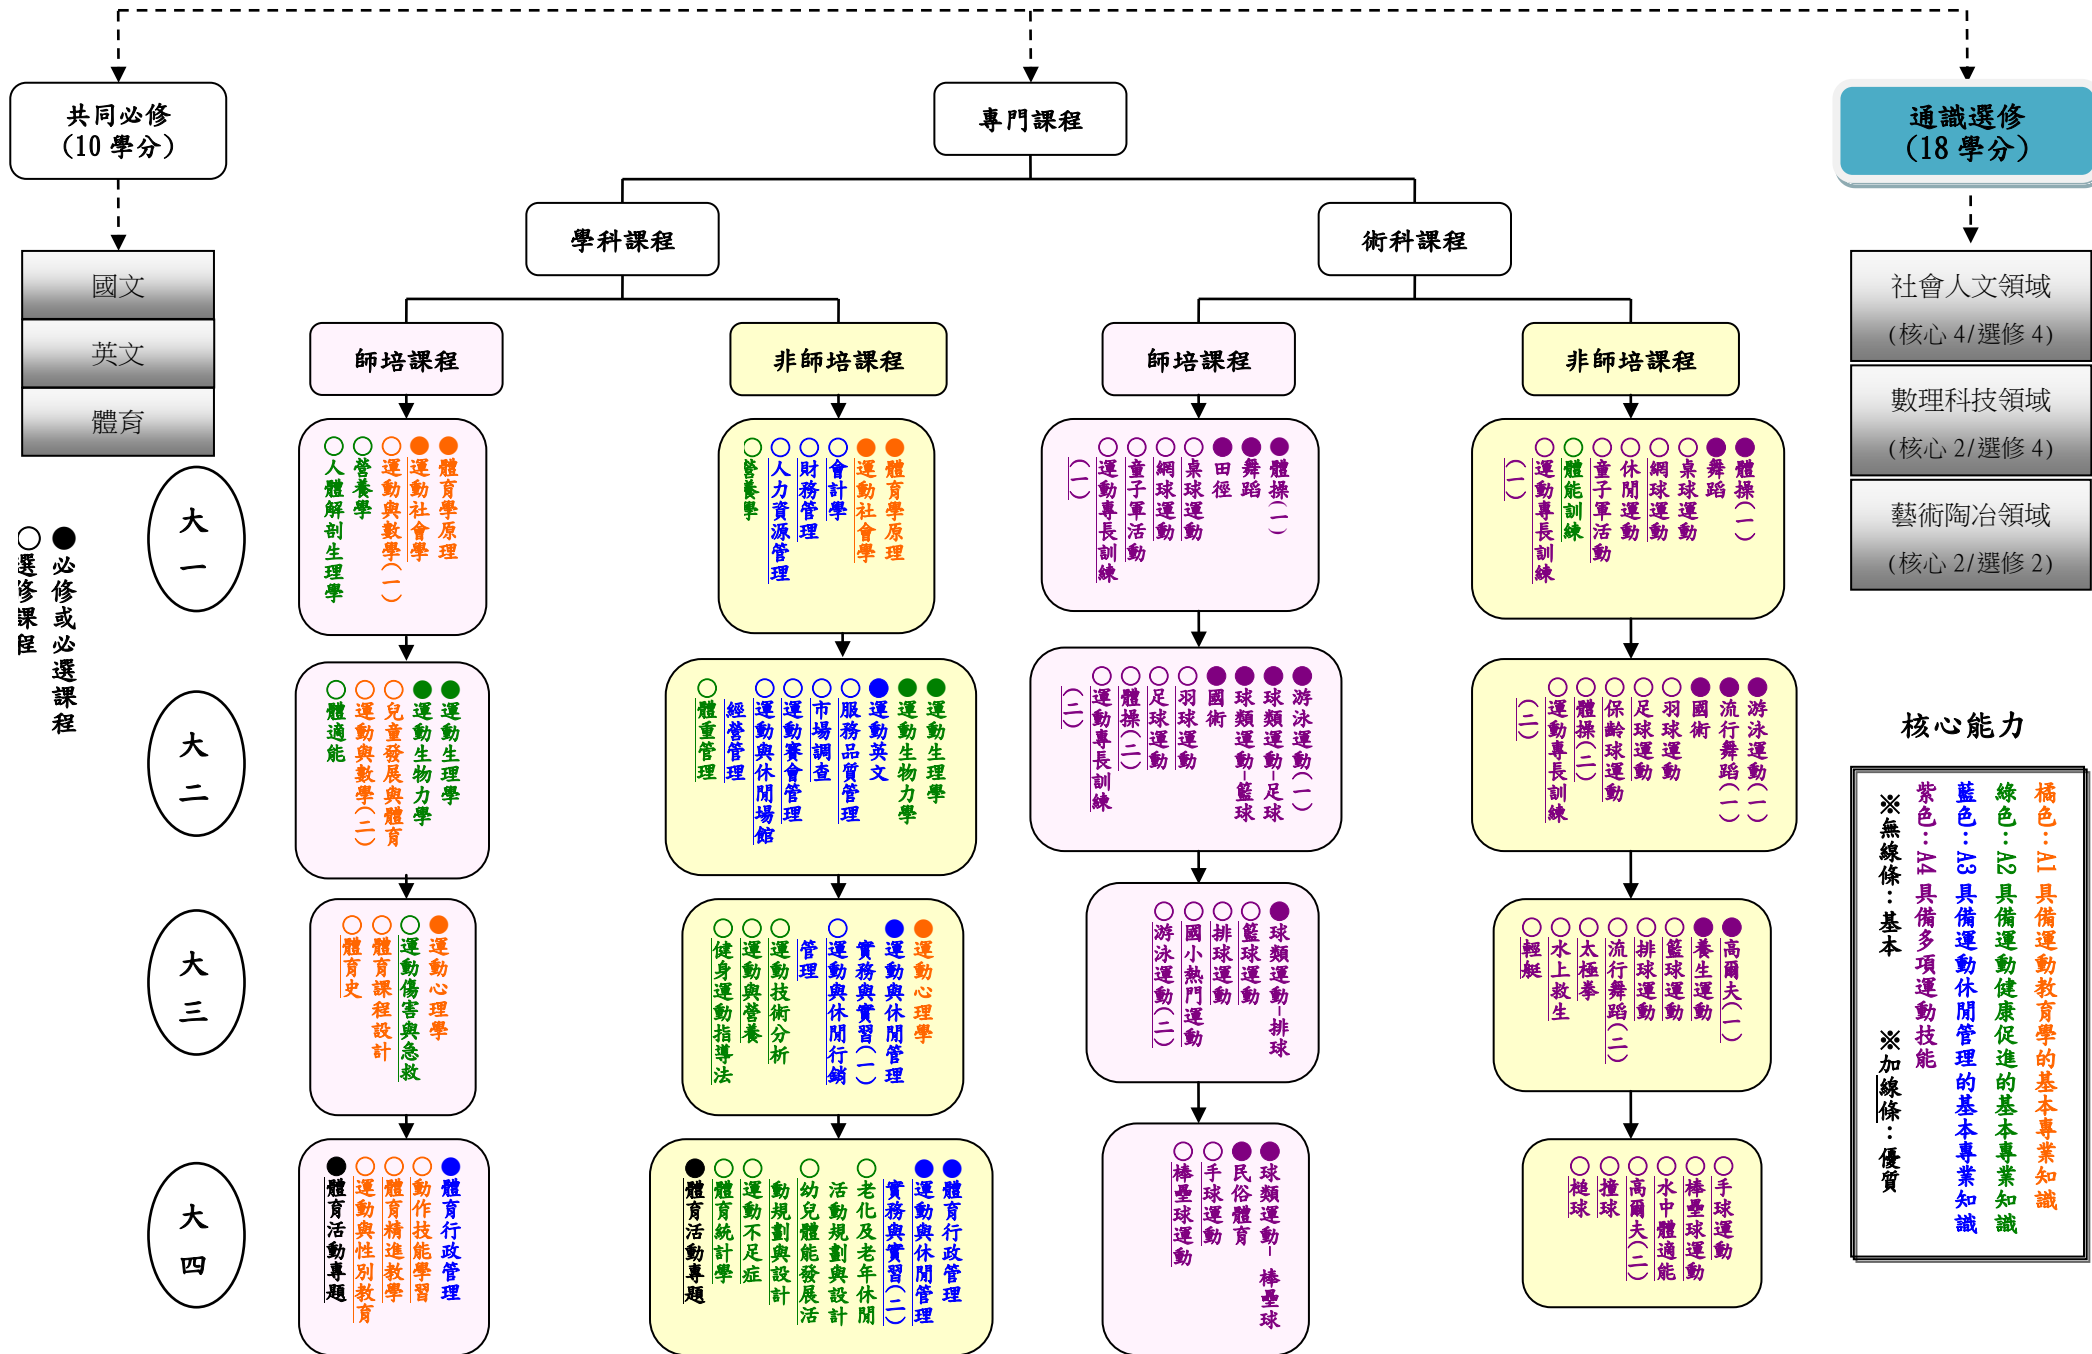 共同必修
(10 學分)
專門課程
通識選修
(18 學分)
學科課程
術科課程
國文
英文
體育
社會人文領域
(核心 4/選修 4)
數理科技領域
(核心 2/選修 4)
藝術陶冶領域
(核心 2/選修 2)
師培課程
非師培課程
師培課程
非師培課程
●必修或必選課程
○選修課程
大一
●體育學原理
●運動社會學
○運動與數學(一)
○營養學
○人體解剖生理學
●體育學原理
●運動社會學
○會計學
○財務管理
○人力資源管理
○營養學
●體操(一)
●舞蹈
●田徑
○桌球運動
○網球運動
○童子軍活動
○運動專長訓練
(一)
●體操(一)
●舞蹈
○桌球運動
○網球運動
○休閒運動
○童子軍活動
○體能訓練
○運動專長訓練
(一)
大二
●運動生理學
●運動生物力學
○兒童發展與體育
○運動與數學(二)
○體適能
●運動生理學
●運動生物力學
●運動英文
○服務品質管理
○市場調查
○運動賽會管理
○運動與休閒場館
經營管理
○體重管理
●游泳運動(一)
●球類運動-足球
●球類運動-籃球
●國術
○羽球運動
○足球運動
○體操(二)
○運動專長訓練
(二)
●游泳運動(一)
●流行舞蹈(一)
●國術
○羽球運動
○足球運動
○保齡球運動
○體操(二)
○運動專長訓練
(二)
大三
●運動心理學
○運動傷害與急救
○體育課程設計
○體育史
●運動心理學
●運動與休閒管理
實務與實習(一)
○運動與休閒行銷
管理
○運動技術分析
○運動與營養
○健身運動指導法
●球類運動-排球
○籃球運動
○排球運動
○國小熱門運動
○游泳運動(二)
●高爾夫(一)
●養生運動
○籃球運動
○排球運動
○流行舞蹈(二)
○太極拳
○水上救生
○輕艇
大四
●體育行政管理
○動作技能學習
○體育精進教學
○運動與性別教育
●體育活動專題
●體育行政管理
●運動與休閒管理
實務與實習(二)
○老化及老年休閒
活動規劃與設計
○幼兒體能發展活
動規劃與設計
○運動不足症
○體育統計學
●體育活動專題
●球類運動- 棒壘球
●民俗體育
○手球運動
○棒壘球運動
○手球運動
○棒壘球運動
○水中體適能
○高爾夫(二)
○撞球
○槌球
核心能力
橘色：A1 具備運動教育學的基本專業知識
綠色：A2 具備運動健康促進的基本專業知識
藍色：A3 具備運動休閒管理的基本專業知識
紫色：A4 具備多項運動技能
※無線條：基本 ※加線條：優質